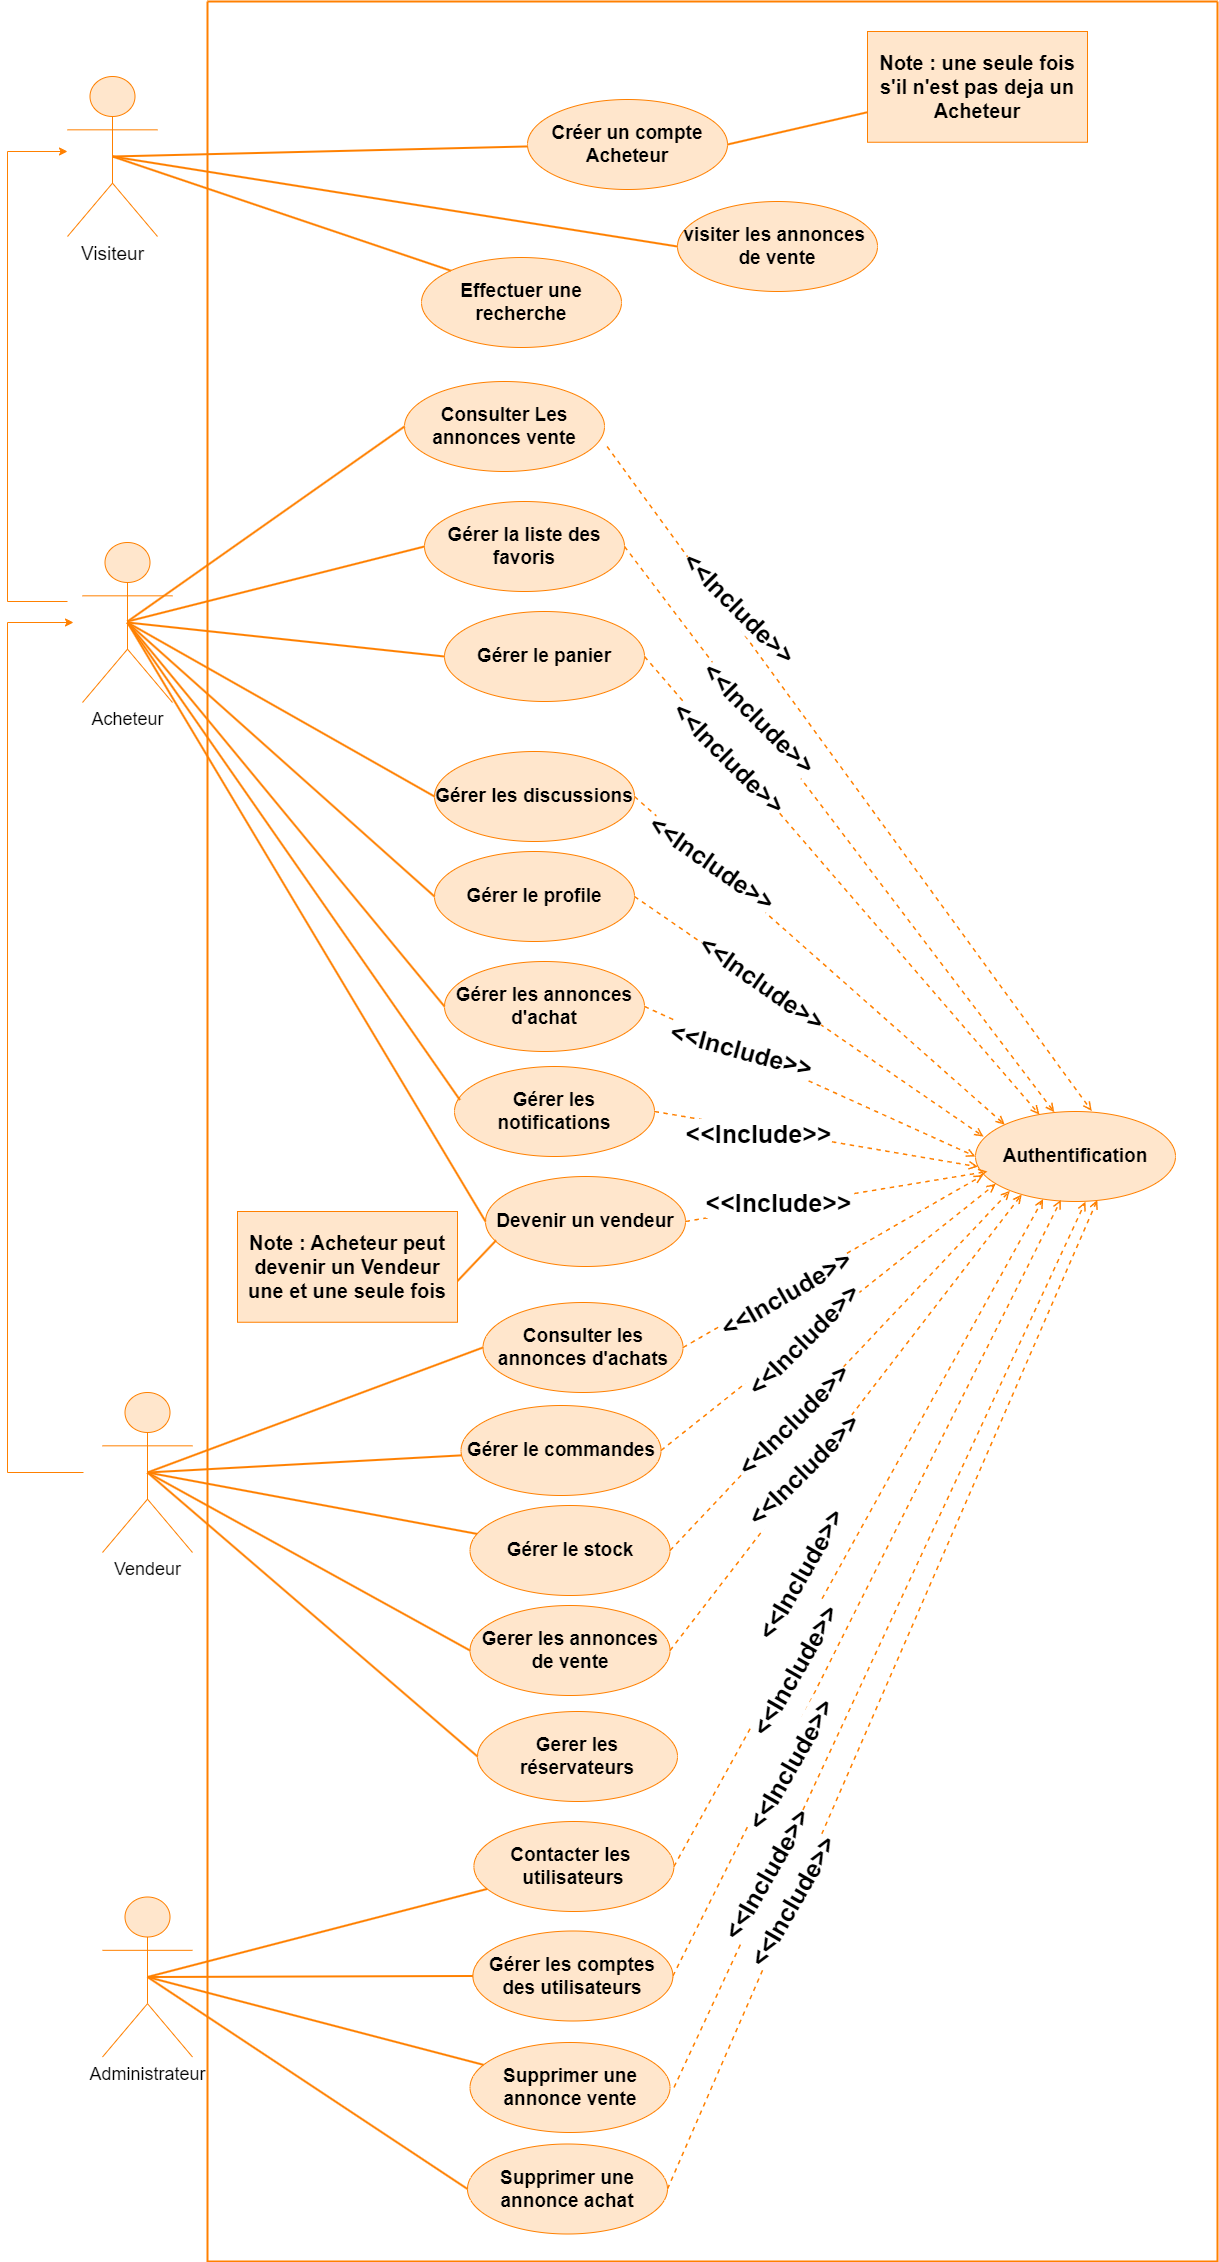 Note : une seule fois
s'il n'est pas deja un
Acheteur
Créer un compte
Acheteur
Visiteur
visiter les annonces
de vente
Effectuer une
recherche
Consulter Les
annonces vente
Gérer la liste des
favoris
<<Include>>
Gérer le panier
<<Include>>
Acheteur
<<Include>>
Gérer les discussions
<<Include>>
Gérer le profile
<<Include>>
Gérer les annonces
d'achat
<<Include>>
Gérer les
notifications
<<Include>>
Authentification
<<Include>>
Devenir un vendeur
Note : Acheteur peut
devenir un Vendeur
une et une seule fois
<<Include>>
Consulter les
annonces d'achats
<<Include>>
Gérer le commandes
<<Include>>
<<Include>>
Gérer le stock
Vendeur
<<Include>>
Gerer les annonces
de vente
<<Include>>
Gerer les
réservateurs
<<Include>>
Contacter les
utilisateurs
<<Include>>
<<Include>>
Gérer les comptes
des utilisateurs
Administrateur
Supprimer une
annonce vente
Supprimer une
annonce achat